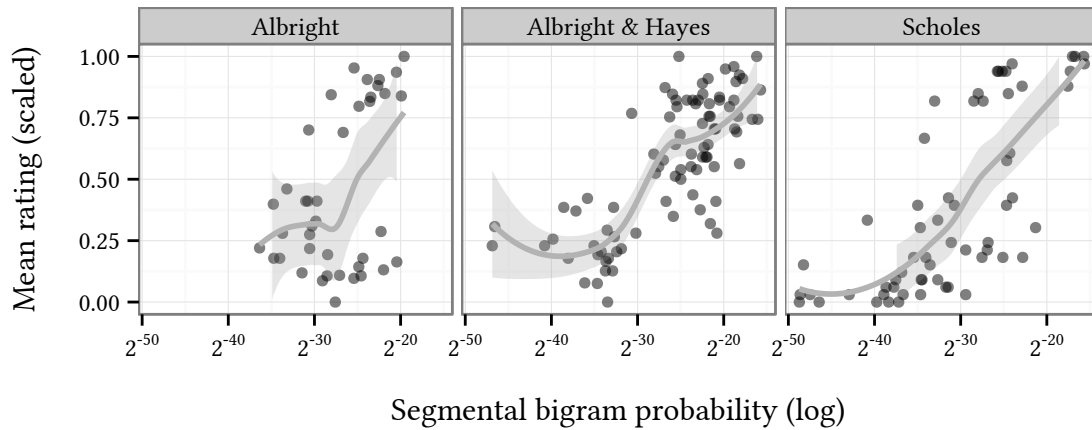 Albright Albright & Hayes Scholes
Mean rating (scaled)
1.00
0.75
0.50
0.25
0.00
2⁻⁵⁰ 2⁻⁴⁰ 2⁻³⁰ 2⁻²⁰ 2⁻⁵⁰ 2⁻⁴⁰ 2⁻³⁰ 2⁻²⁰ 2⁻⁵⁰ 2⁻⁴⁰ 2⁻³⁰ 2⁻²⁰
Segmental bigram probability (log)